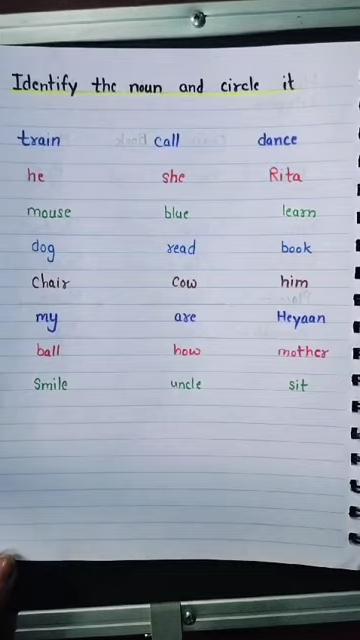 Identify the noun and circle it
train call dance
he she Rita
mouse blue learn
dog read book
chair cow him
my are Heyaan
ball how mother
Smile uncle sit